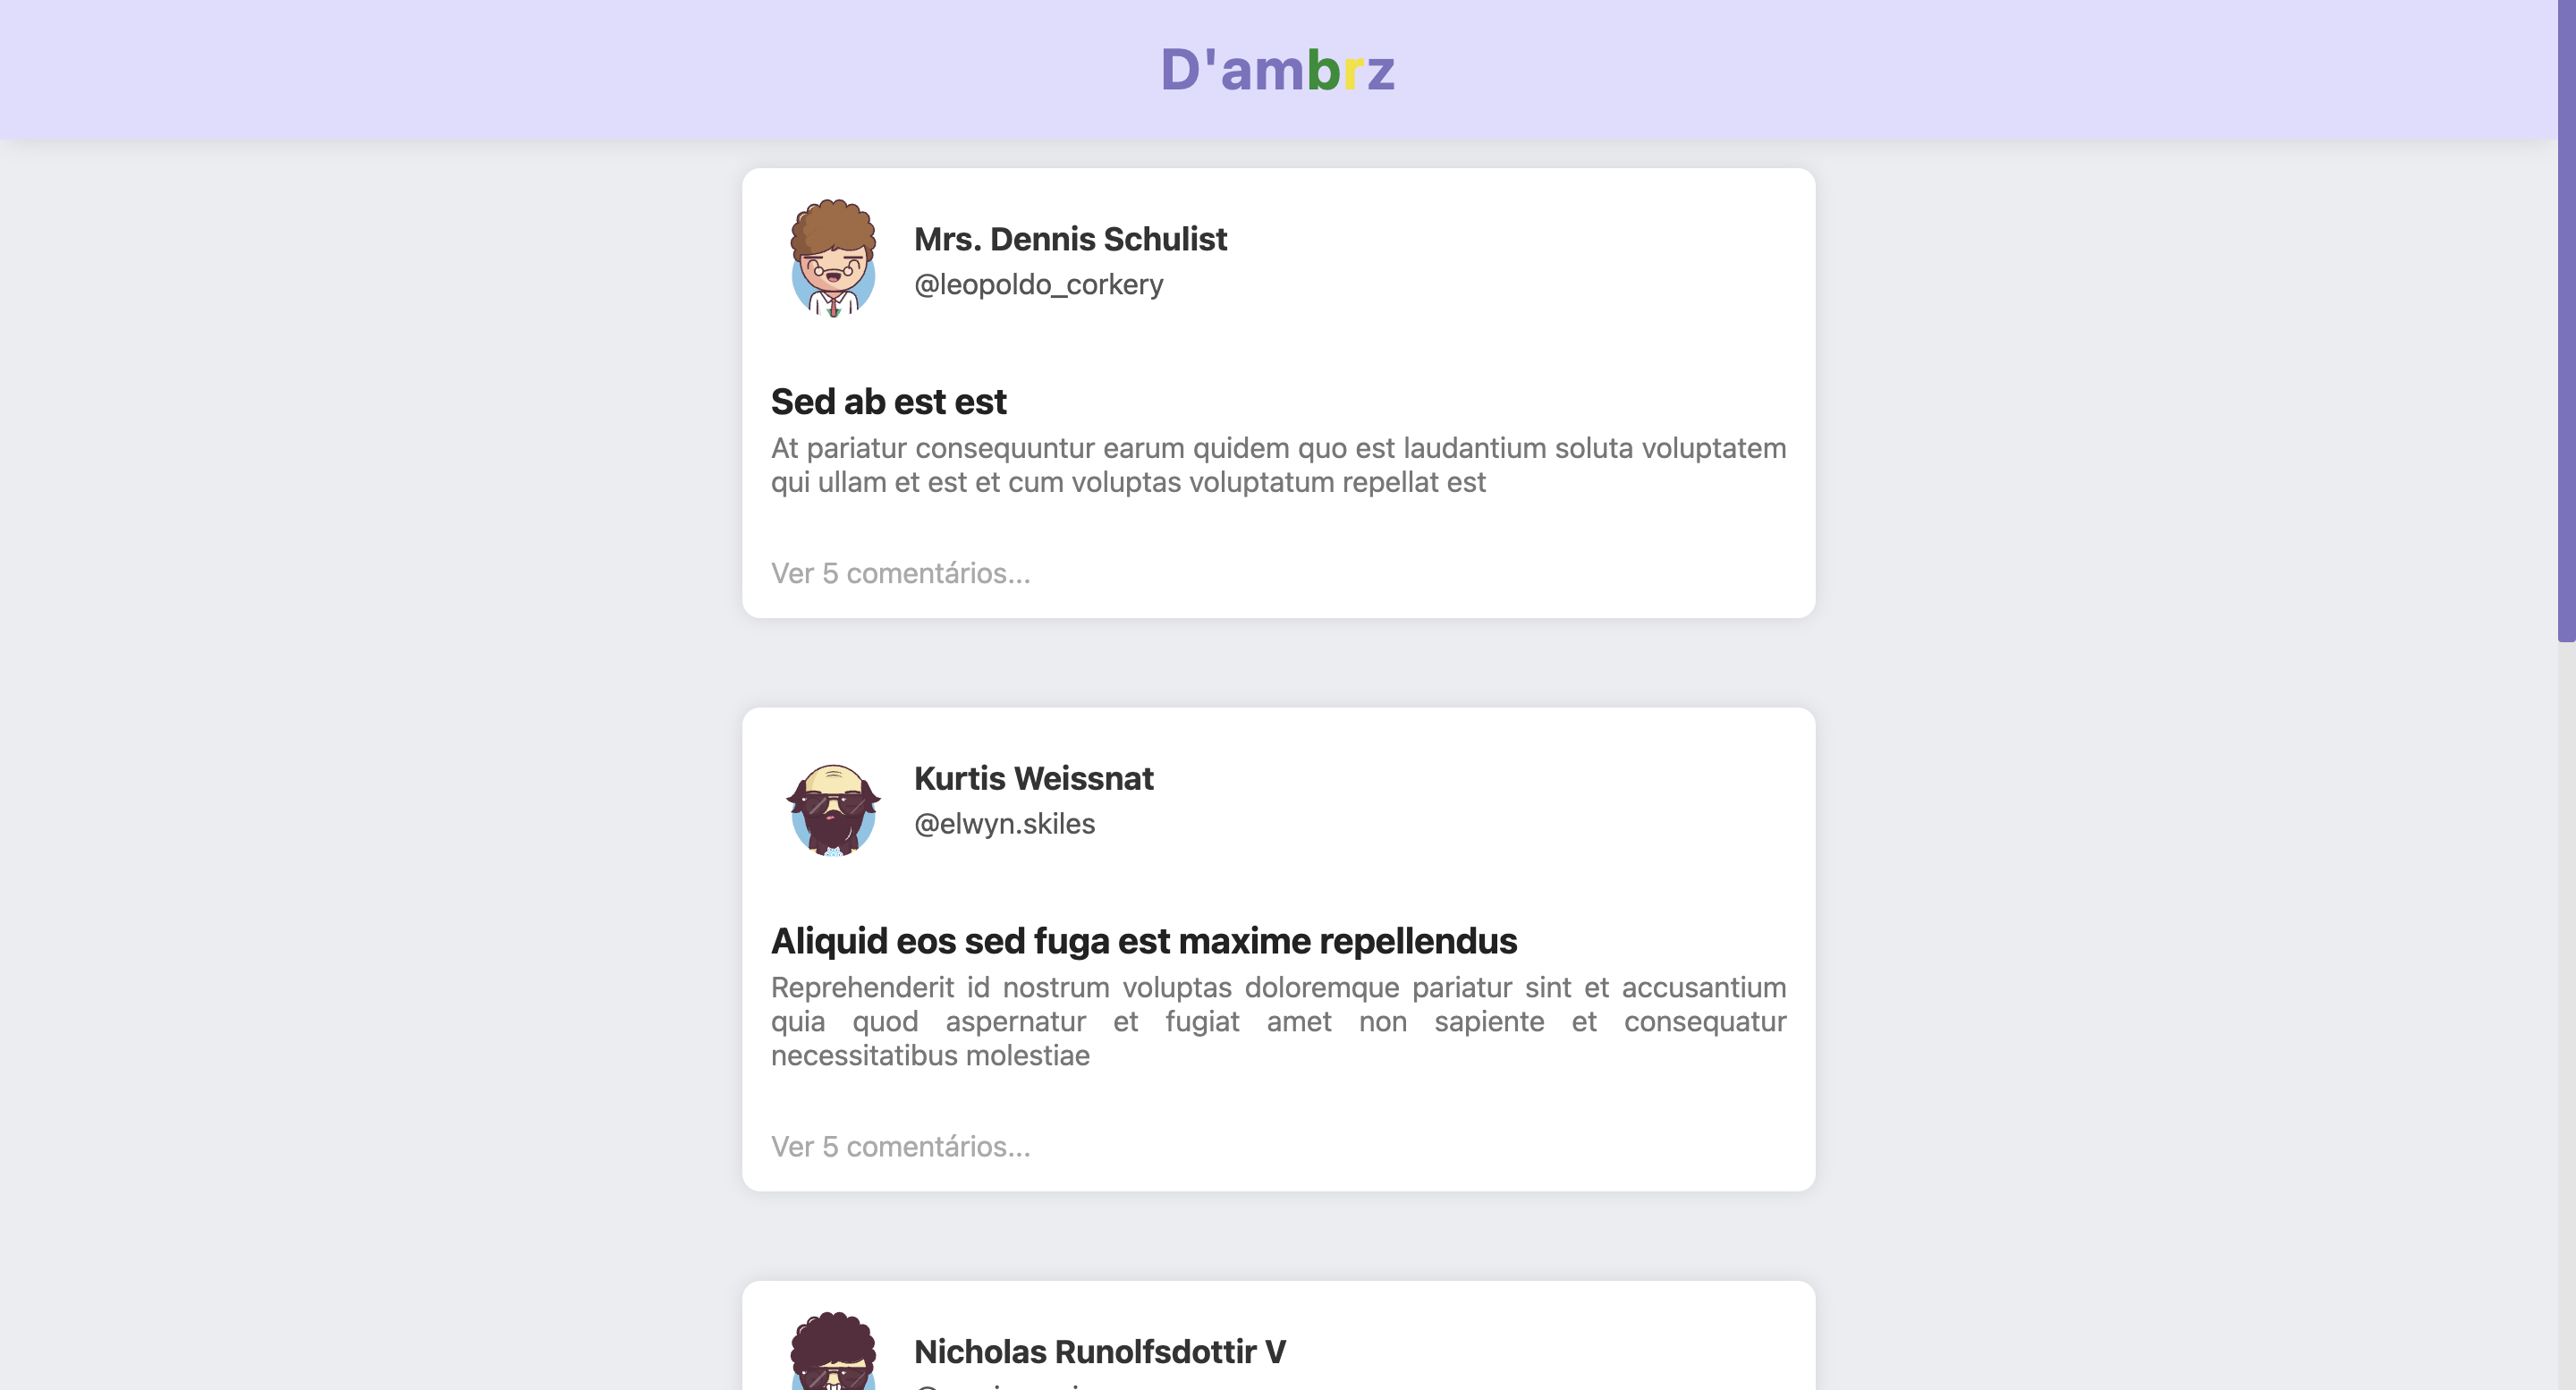 D'ambrz
Mrs. Dennis Schulist
@leopoldo_corkery
Sed ab est est
At pariatur consequuntur earum quidem quo est laudantium soluta voluptatem
qui ullam et est et cum voluptas voluptatum repellat est
Ver 5 comentários...
Kurtis Weissnat
@elwyn.skiles
Aliquid eos sed fuga est maxime repellendus
Reprehenderit id nostrum voluptas doloremque pariatur sint et accusantium
quia quod aspernatur et fugiat amet non sapiente et consequatur
necessitatibus molestiae
Ver 5 comentários...
Nicholas Runolfsdottir V